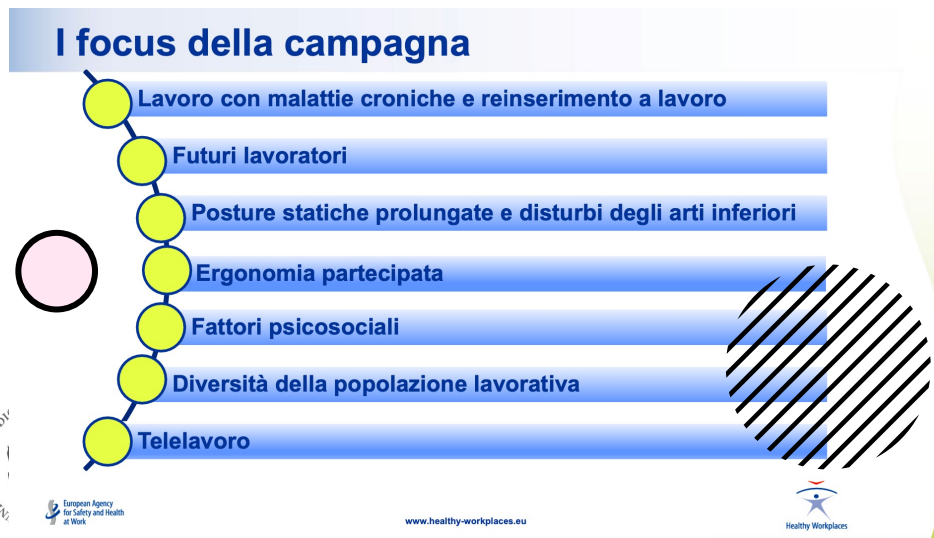 I focus della campagna
Lavoro con malattie croniche e reinserimento a lavoro
Futuri lavoratori
Posture statiche prolungate e disturbi degli arti inferiori
Ergonomia partecipata
Fattori psicosociali
Diversità della popolazione lavorativa
Telelavoro
European Agency
for Safety and Health
at Work
www.healthy-workplaces.eu
Healthy Workplaces